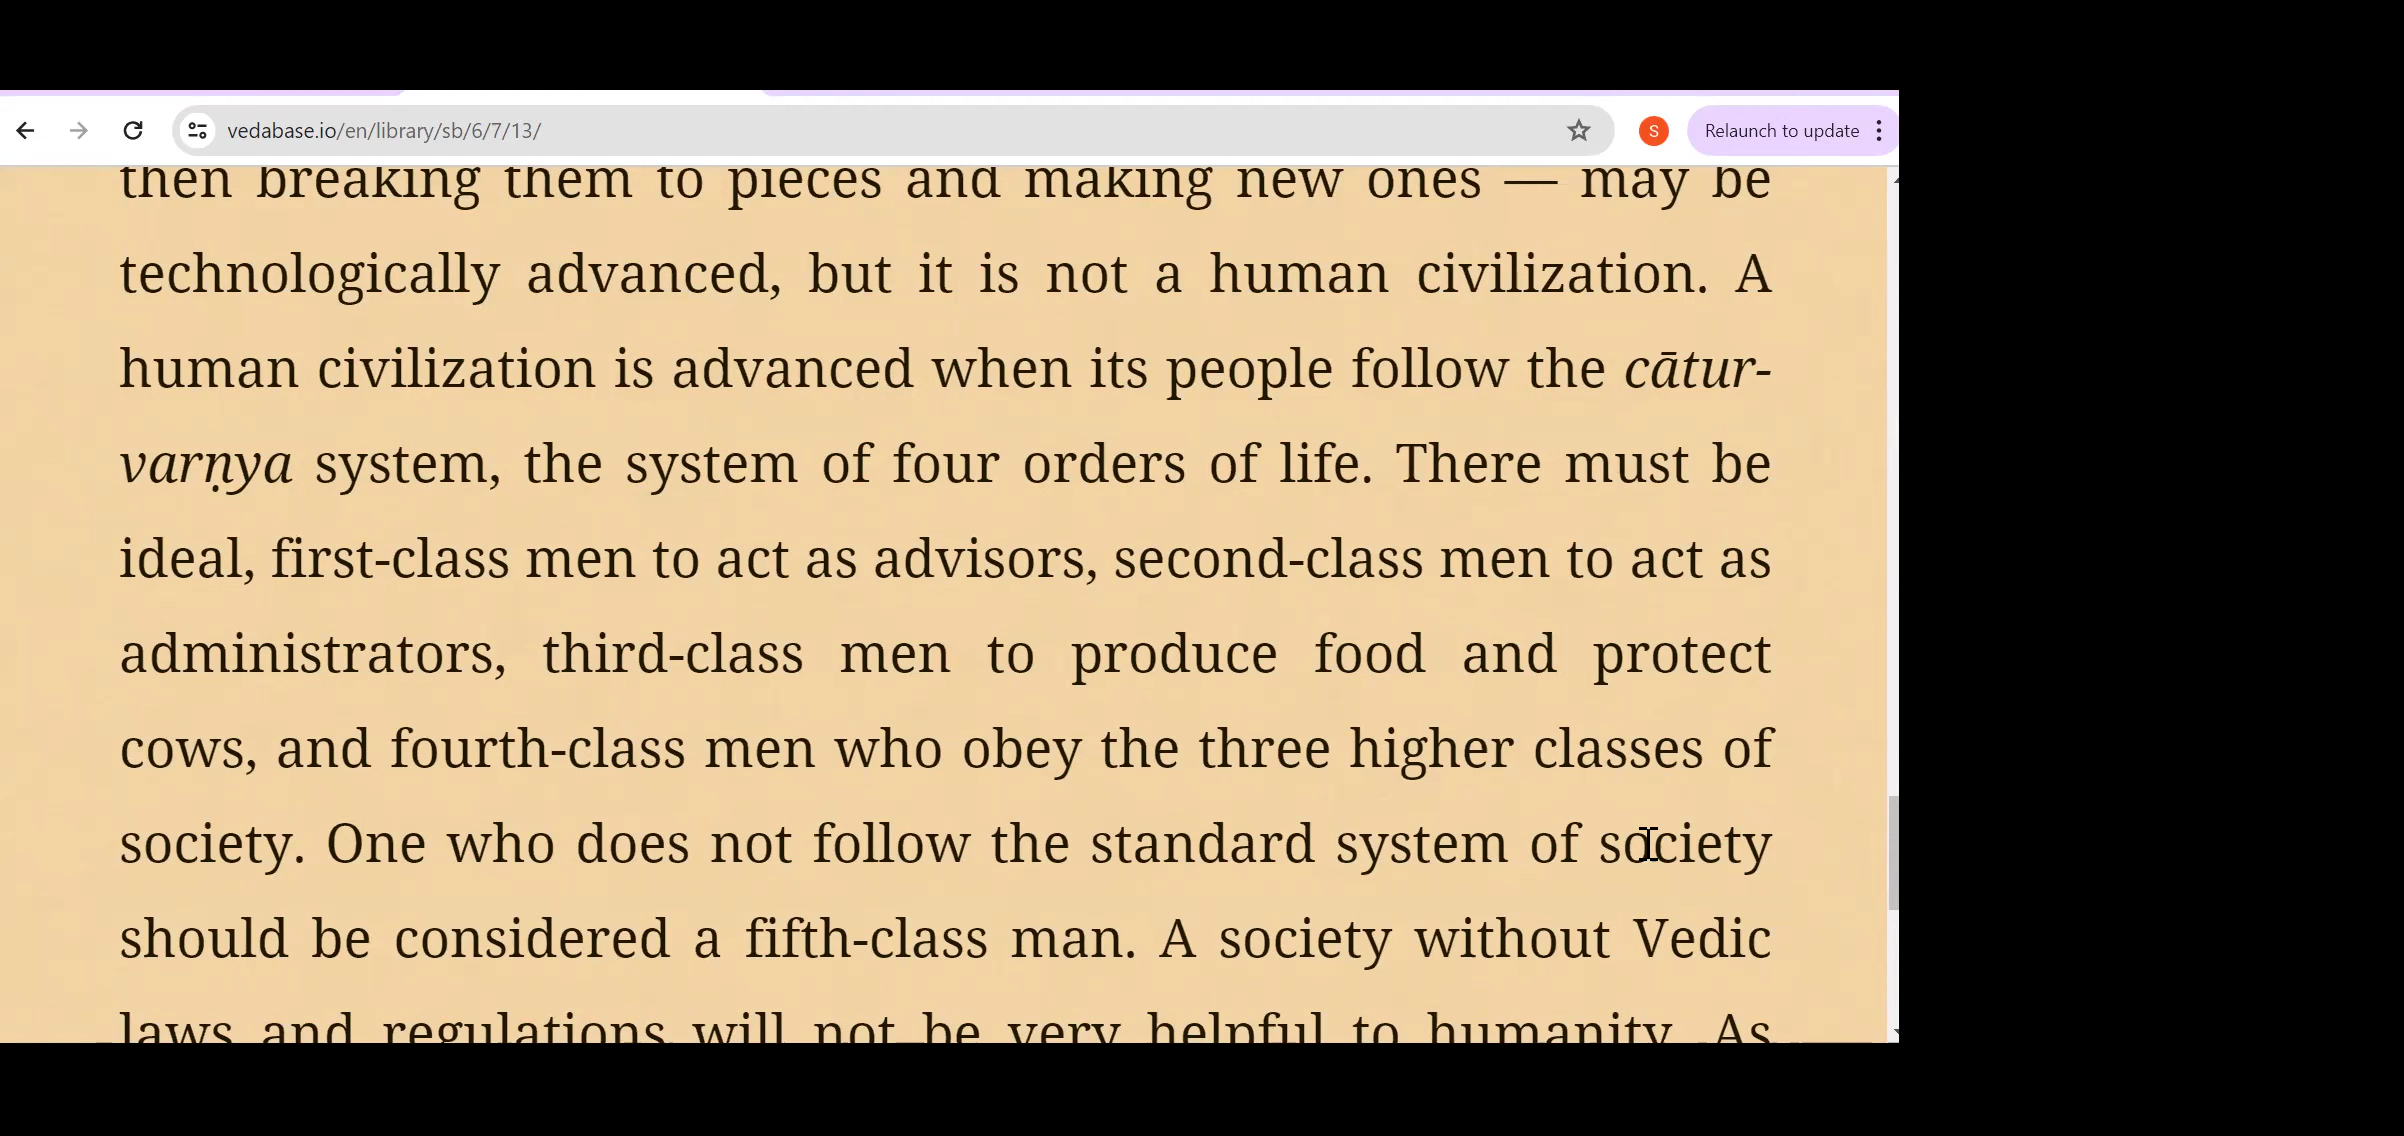 vedabase.io/en/library/sb/6/7/13/
S
Relaunch to update
then breaking them to pieces and making new ones — may be
technologically advanced, but it is not a human civilization. A
human civilization is advanced when its people follow the cātur-
varṇya system, the system of four orders of life. There must be
ideal, first-class men to act as advisors, second-class men to act as
administrators, third-class men to produce food and protect
cows, and fourth-class men who obey the three higher classes of
society. One who does not follow the standard system of society
should be considered a fifth-class man. A society without Vedic
laws and regulations will not be very helpful to humanity. As